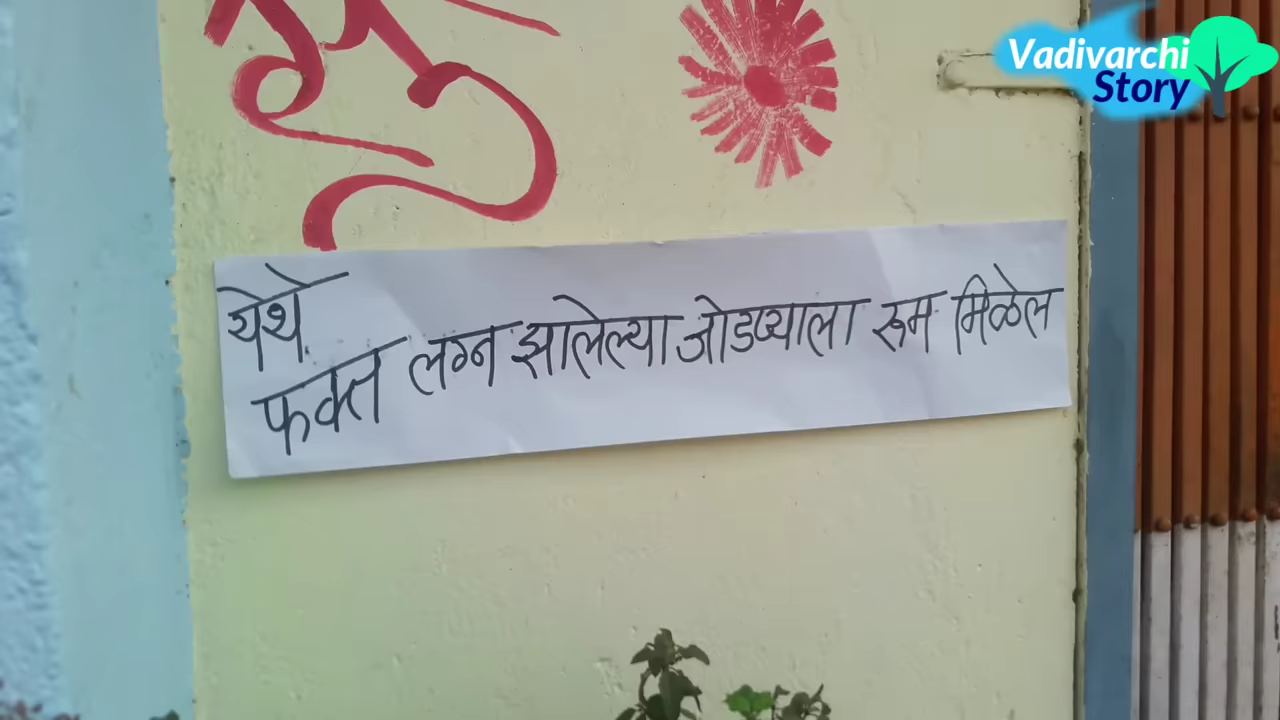 Vadivarchi
Story
येथे
फक्त लग्न झालेल्या जोडप्याला रूम मिळेल